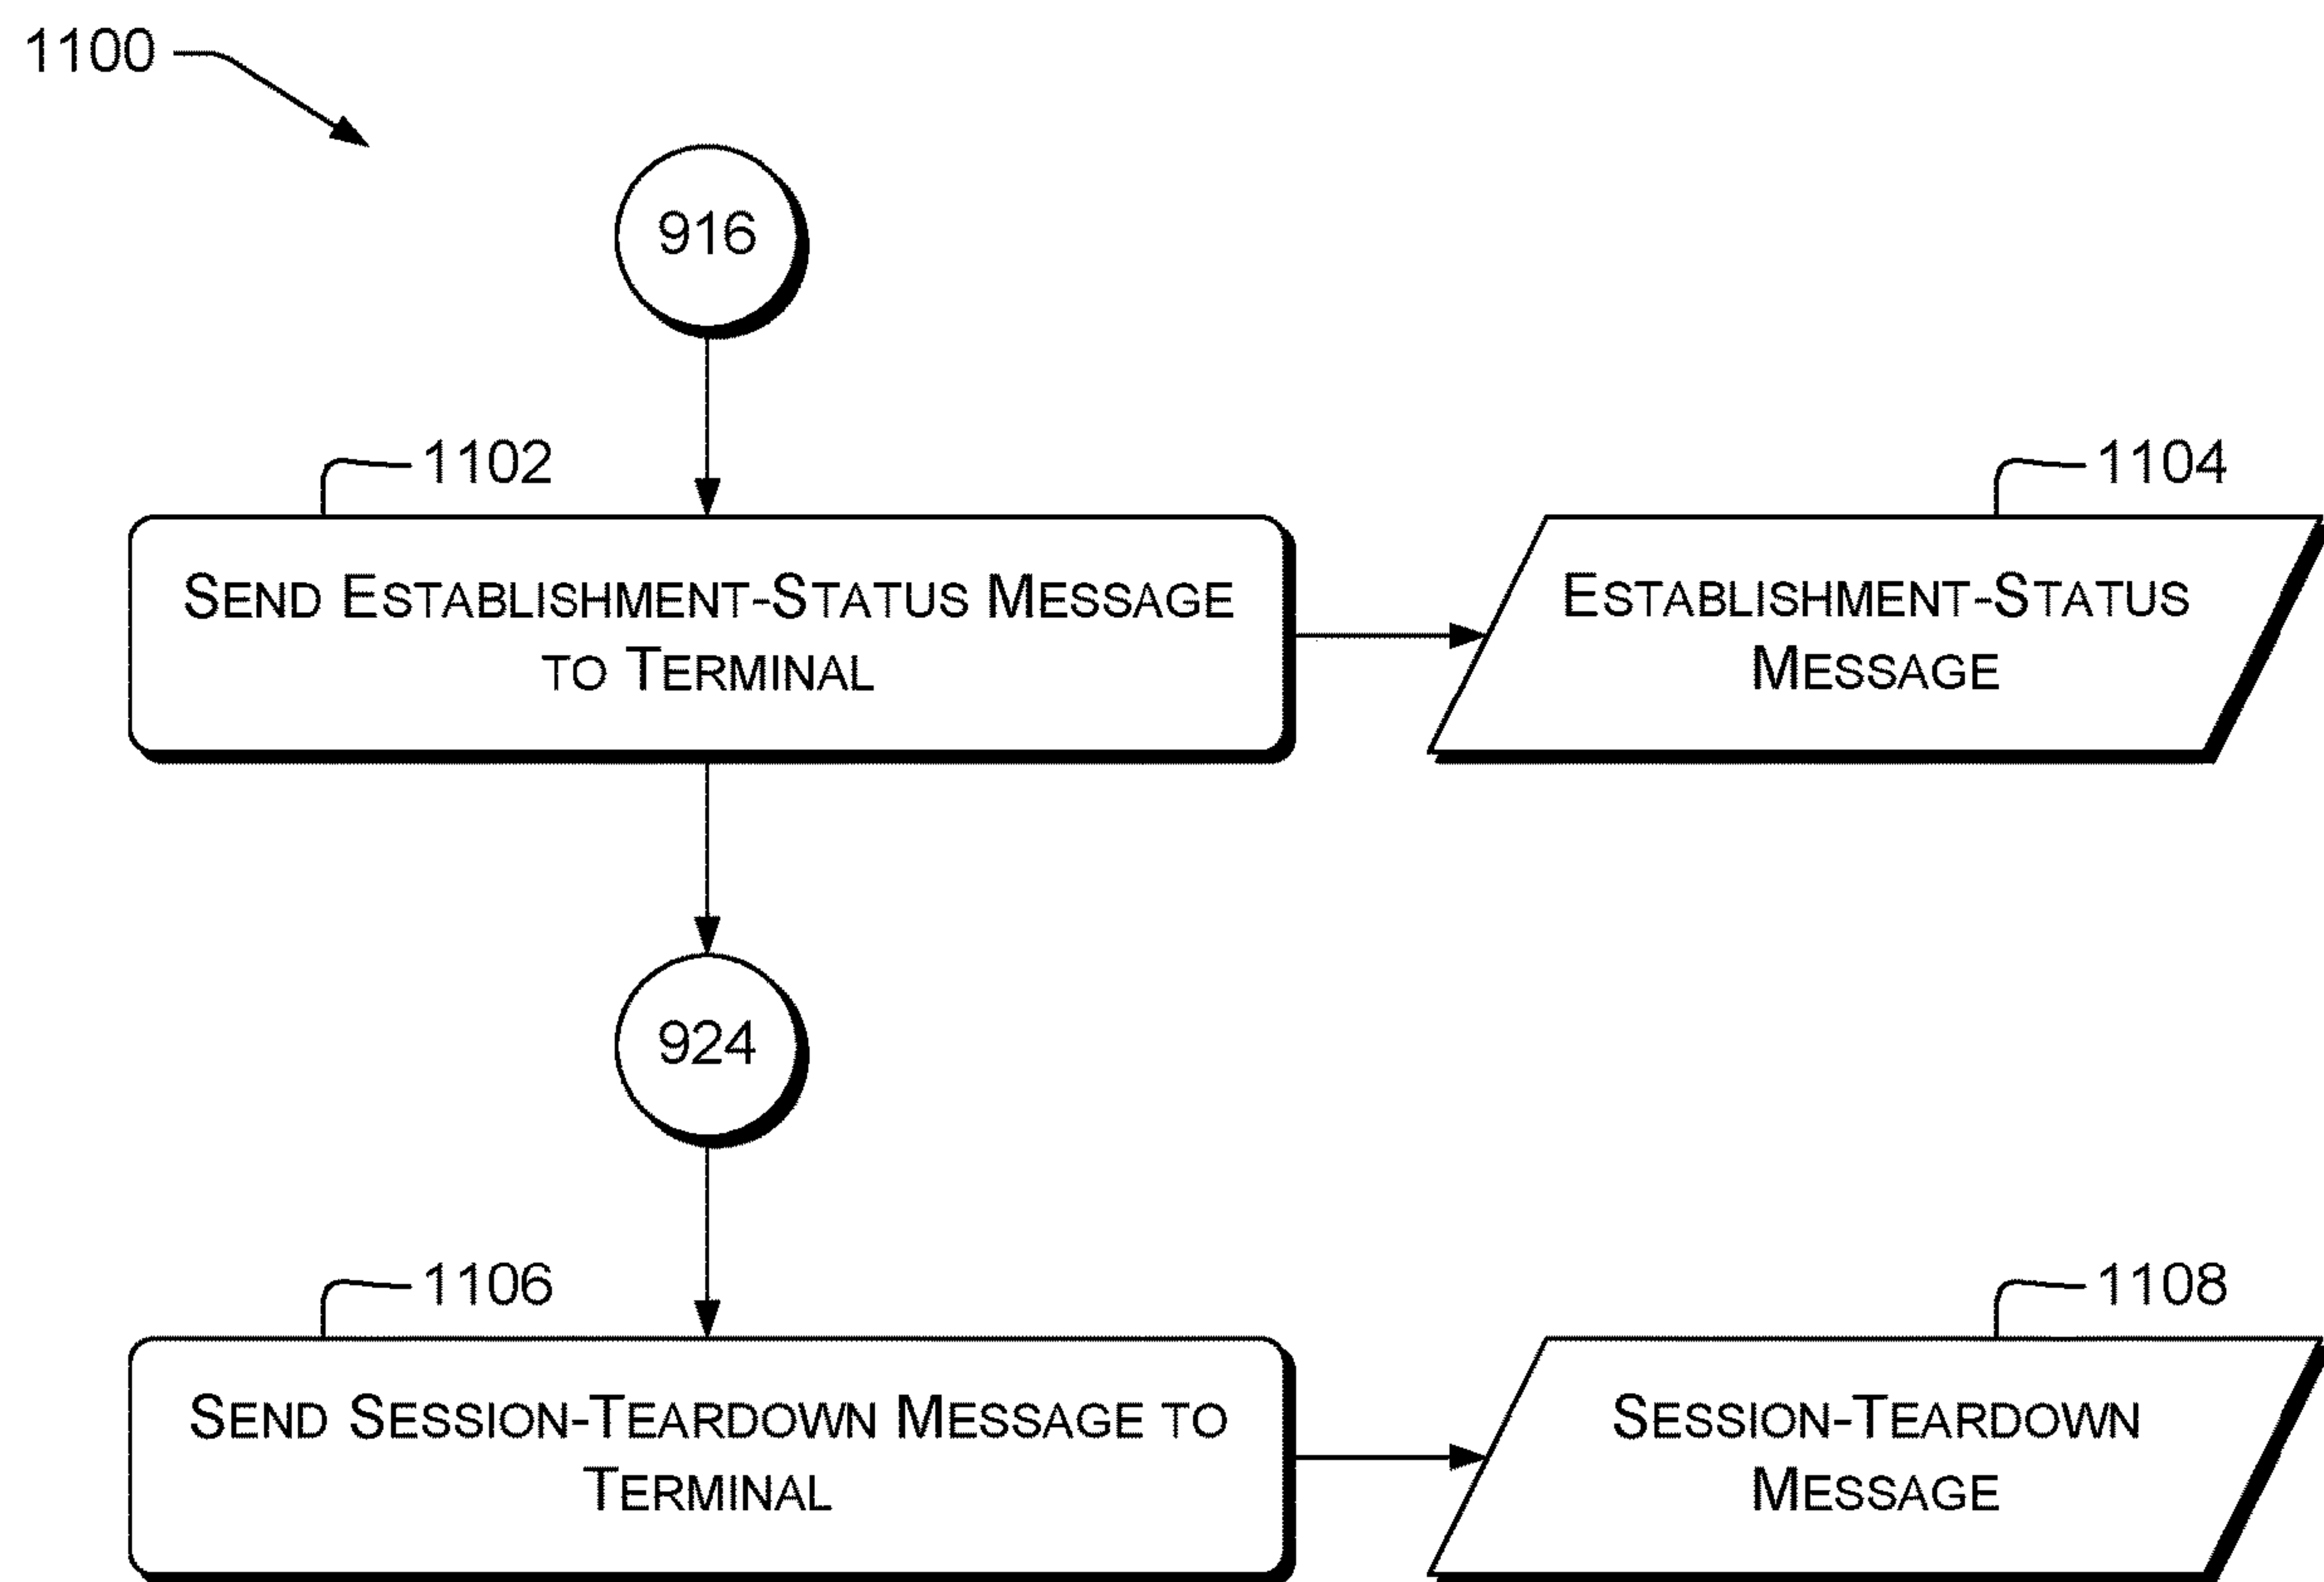 1100
916
1102
1104
SEND ESTABLISHMENT-STATUS MESSAGE
TO TERMINAL
ESTABLISHMENT-STATUS
MESSAGE
924
1106
1108
SEND SESSION-TEARDOWN MESSAGE TO
TERMINAL
SESSION-TEARDOWN
MESSAGE